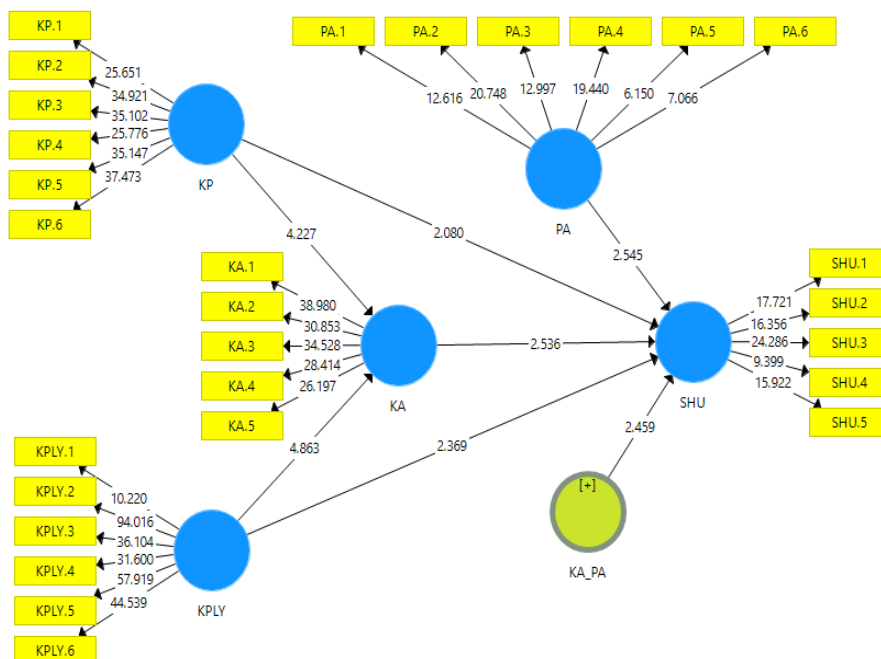 KP.1
KP.2
KP.3
KP.4
KP.5
KP.6
25.651
34.921
35.102
25.776
35.147
37.473
KP
PA.1
PA.2
PA.3
PA.4
PA.5
PA.6
12.616
20.748
12.997
19.440
6.150
7.066
PA
4.227
2.080
2.545
KA.1
KA.2
KA.3
KA.4
KA.5
38.980
30.853
34.528
28.414
26.197
KA
2.536
SHU.1
SHU.2
SHU.3
SHU.4
SHU.5
17.721
16.356
24.286
9.399
15.922
SHU
4.863
2.369
2.459
[+]
KA_PA
KPLY.1
KPLY.2
KPLY.3
KPLY.4
KPLY.5
KPLY.6
10.220
94.016
36.104
31.600
57.919
44.539
KPLY